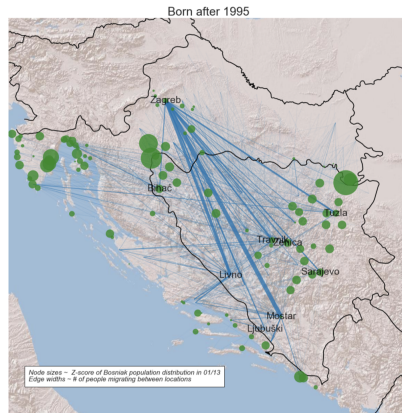 Born after 1995
Zagreb
Bihać
Tuzla
Travnik
Zenica
Livno
Sarajevo
Mostar
Ljubuški
Node sizes ~ Z-score of Bosniak population distribution in 01/13
Edge widths ~ # of people migrating between locations